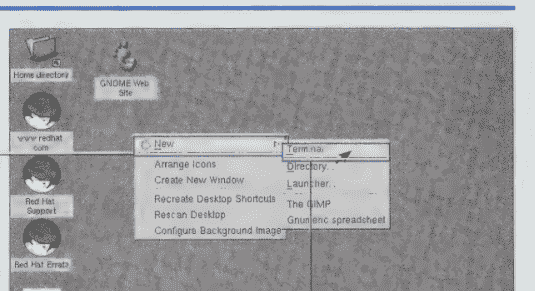 Home directory
GNOME Web
Site
www.redhat
com
Red Hat
Support
Red Hat Errata
New
Arrange Icons
Create New Window
Recreate Desktop Shortcuts
Rescan Desktop
Configure Background Image
Terminal
Directory...
Launcher...
The GIMP
Gnumeric spreadsheet